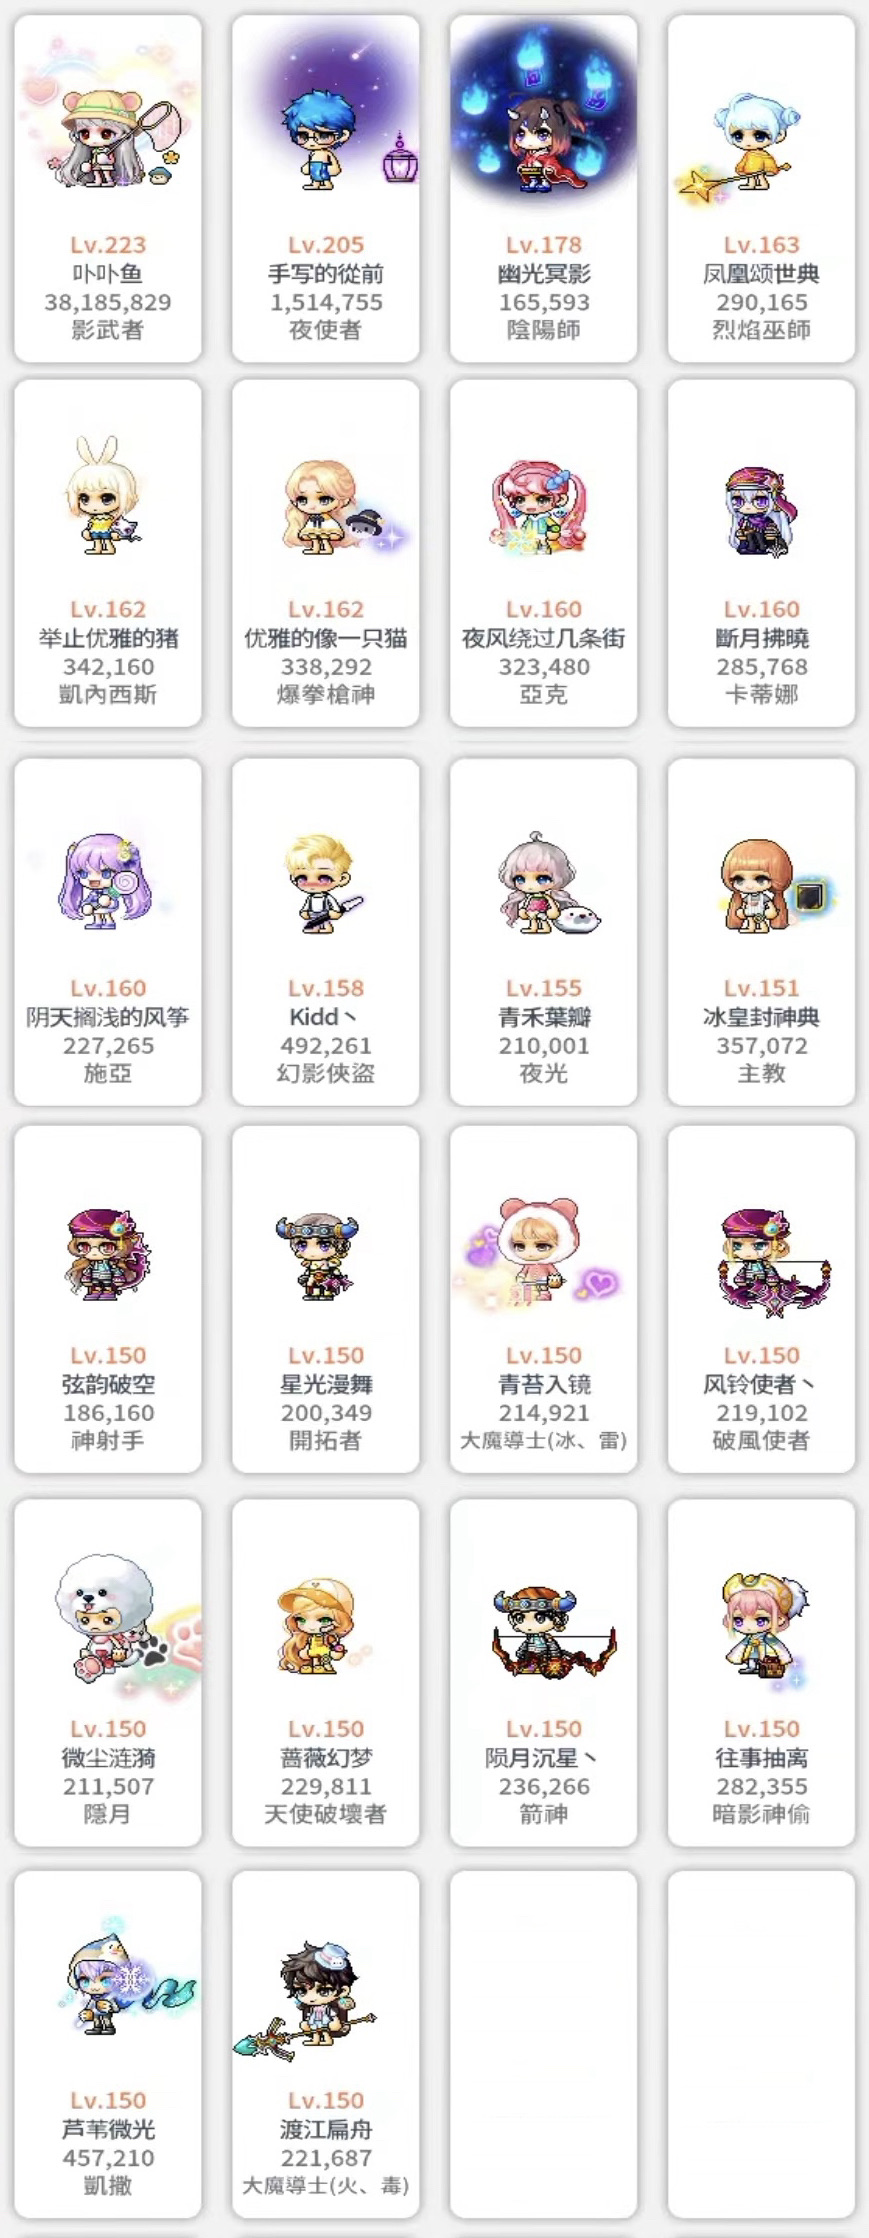 Lv.223
卟卟鱼
38,185,829
影武者
Lv.205
手写的從前
1,514,755
夜使者
Lv.178
幽光冥影
165,593
陰陽師
Lv.163
凤凰颂世典
290,165
烈焰巫師
Lv.162
举止优雅的猪
342,160
凱內西斯
Lv.162
优雅的像一只猫
338,292
爆拳槍神
Lv.160
夜风绕过几条街
323,480
亞克
Lv.160
斷月拂曉
285,768
卡蒂娜
Lv.160
阴天搁浅的风筝
227,265
施亞
Lv.158
Kidd丶
492,261
幻影俠盜
Lv.155
青禾葉瓣
210,001
夜光
Lv.151
冰皇封神典
357,072
主教
Lv.150
弦韵破空
186,160
神射手
Lv.150
星光漫舞
200,349
開拓者
Lv.150
青苔入镜
214,921
大魔導士(冰、雷)
Lv.150
风铃使者丶
219,102
破風使者
Lv.150
微尘涟漪
211,507
隱月
Lv.150
蔷薇幻梦
229,811
天使破壞者
Lv.150
陨月沉星丶
236,266
箭神
Lv.150
往事抽离
282,355
暗影神偷
Lv.150
芦苇微光
457,210
凱撒
Lv.150
渡江扁舟
221,687
大魔導士(火、毒)